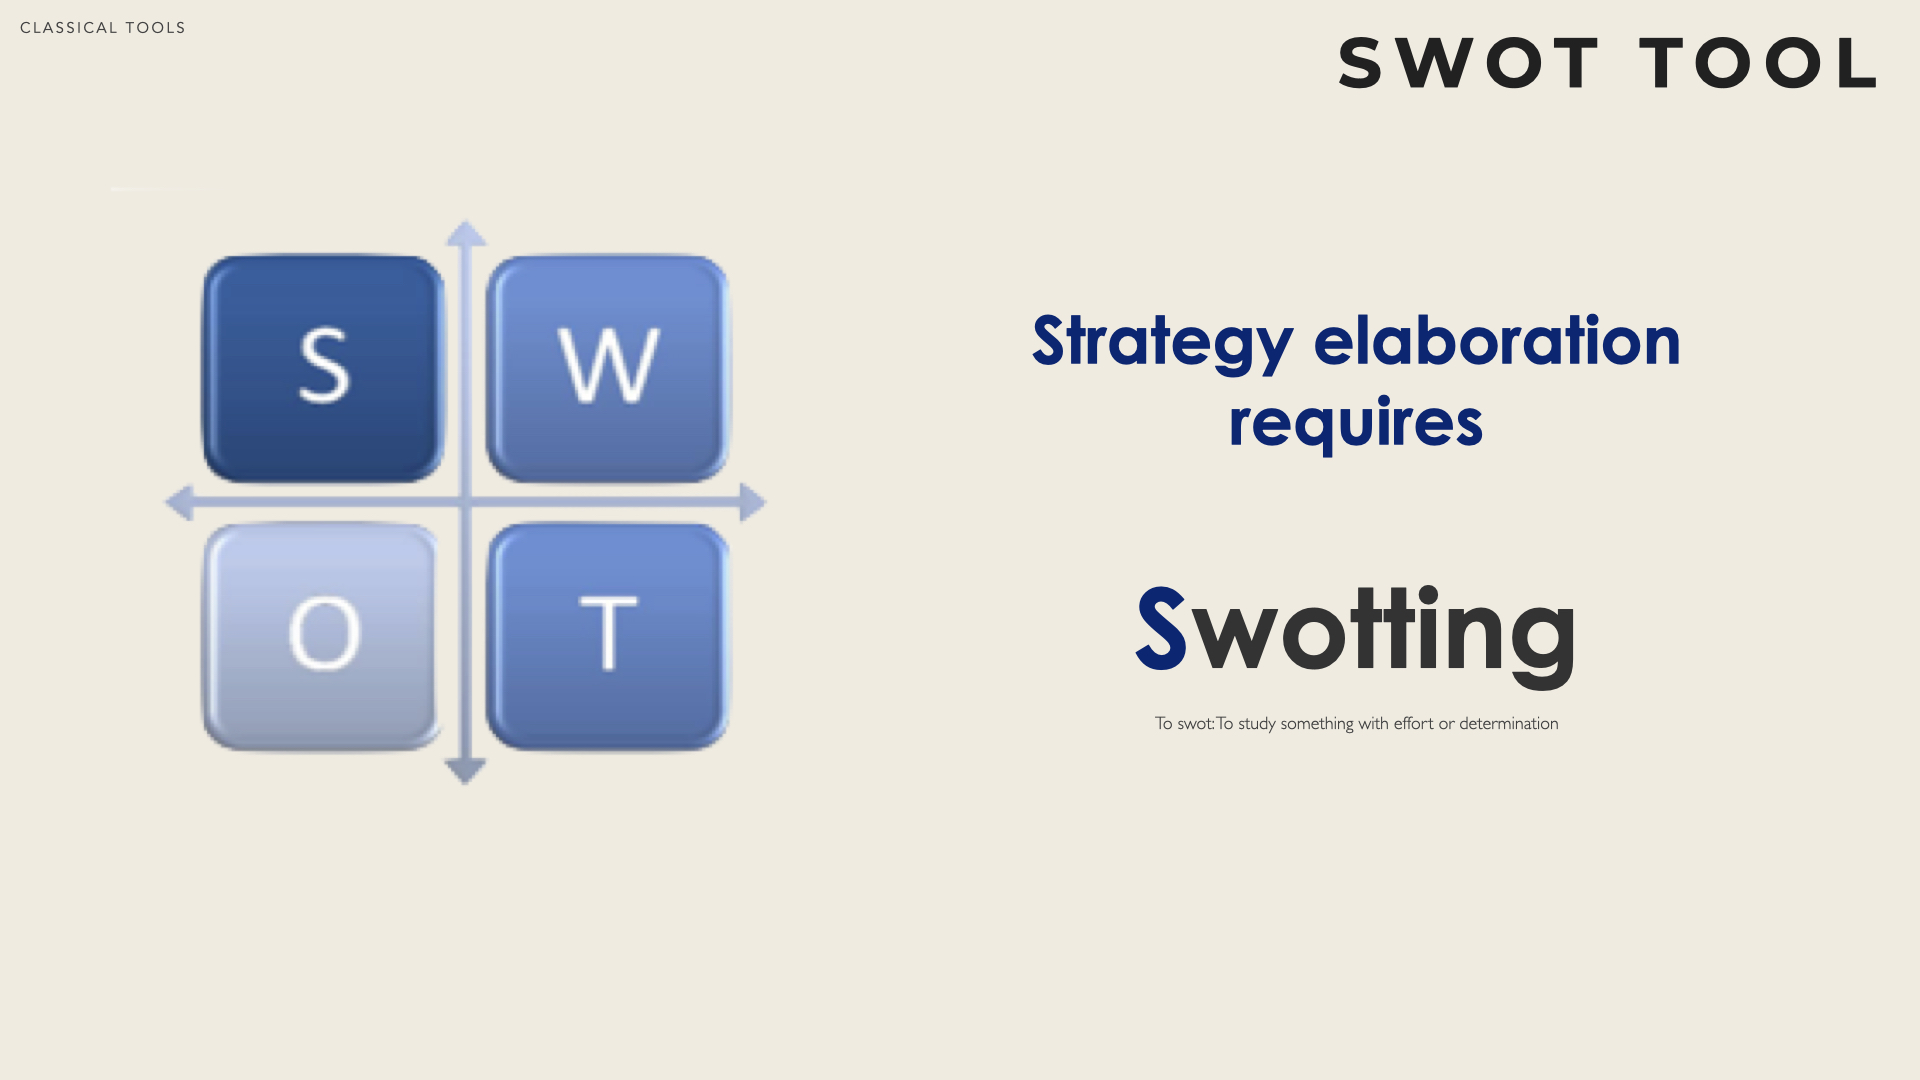 CLASSICAL TOOLS
SWOT TOOL
S
W
O
T
Strategy elaboration
requires
Swotting
To swot:To study something with effort or determination